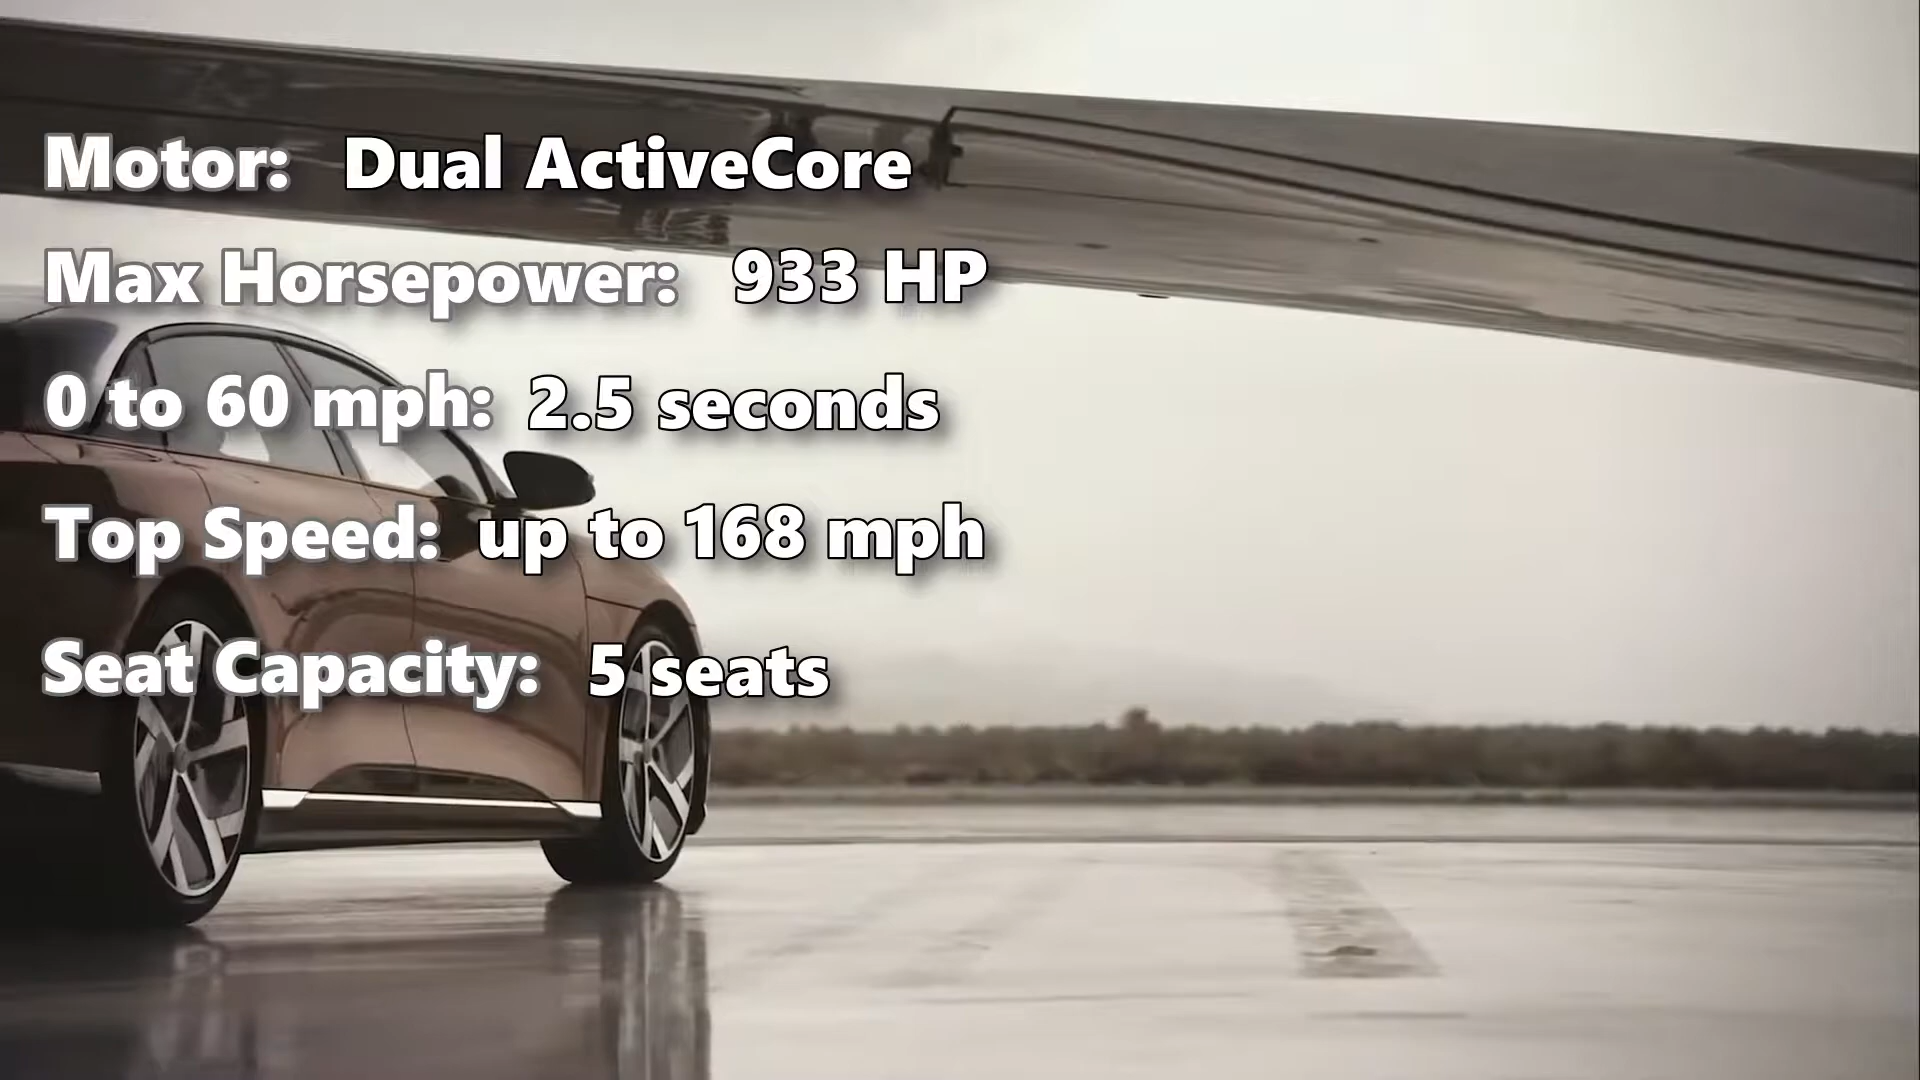 Motor: Dual ActiveCore
Max Horsepower: 933 HP
0 to 60 mph: 2.5 seconds
Top Speed: up to 168 mph
Seat Capacity: 5 seats